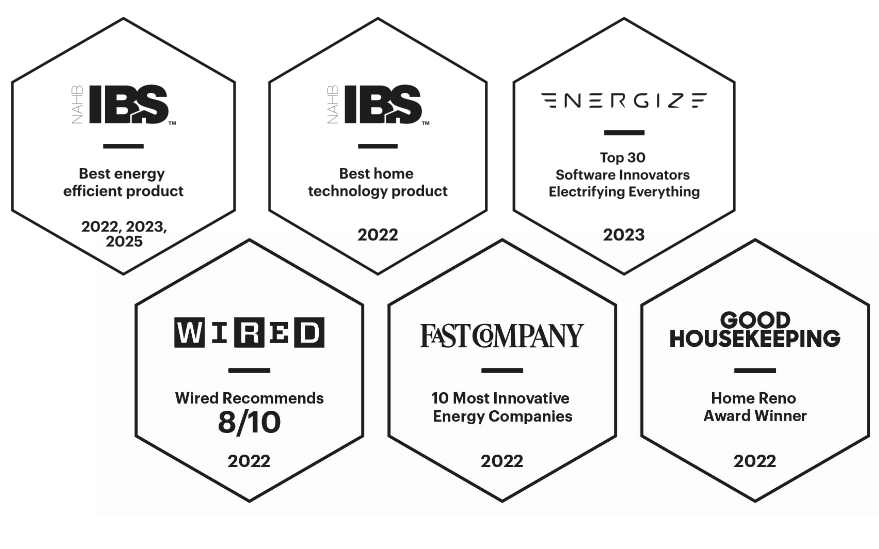 NAHB IBS™
Best energy
efficient product
2022, 2023,
2025
NAHB IBS™
Best home
technology product
2022
ENERGIZE
Top 30
Software Innovators
Electrifying Everything
2023
WIRED
Wired Recommends
8/10
2022
FAST COMPANY
10 Most Innovative
Energy Companies
2022
GOOD
HOUSEKEEPING
Home Reno
Award Winner
2022